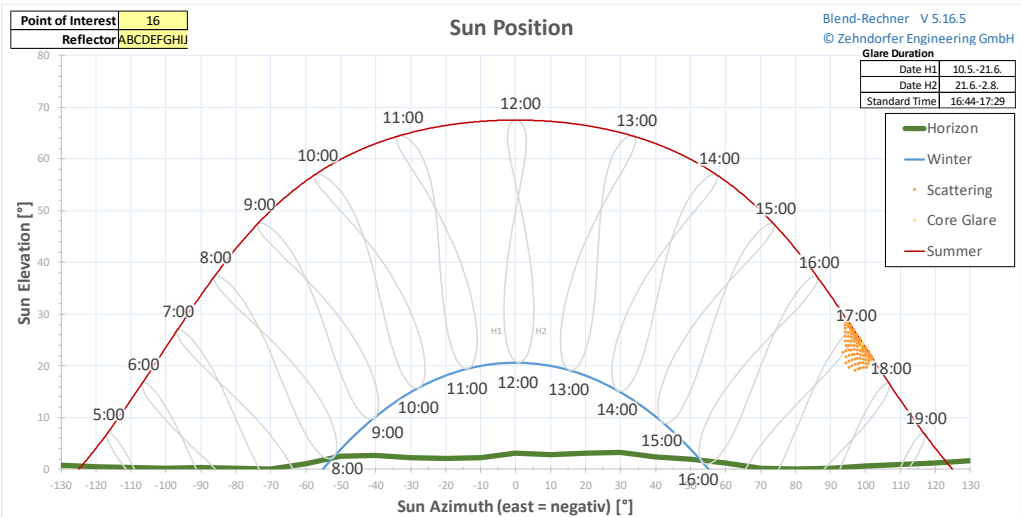 Point of Interest 16
Reflector ABCDEFGHIJ
Sun Position
Blend-Rechner V 5.16.5
© Zehndorfer Engineering GmbH
Glare Duration
Date H1 10.5.-21.6.
Date H2 21.6.-2.8.
Standard Time 16:44-17:29
Horizon
Winter
Scattering
Core Glare
Summer
Sun Elevation [°]
80
70
60
50
40
30
20
10
0
12:00
11:00
13:00
10:00
14:00
9:00
15:00
8:00
16:00
7:00
17:00
6:00
18:00
5:00
19:00
H1
H2
12:00
11:00
13:00
10:00
14:00
9:00
15:00
8:00
16:00
-130 -120 -110 -100 -90 -80 -70 -60 -50 -40 -30 -20 -10 0 10 20 30 40 50 60 70 80 90 100 110 120 130
Sun Azimuth (east = negativ) [°]